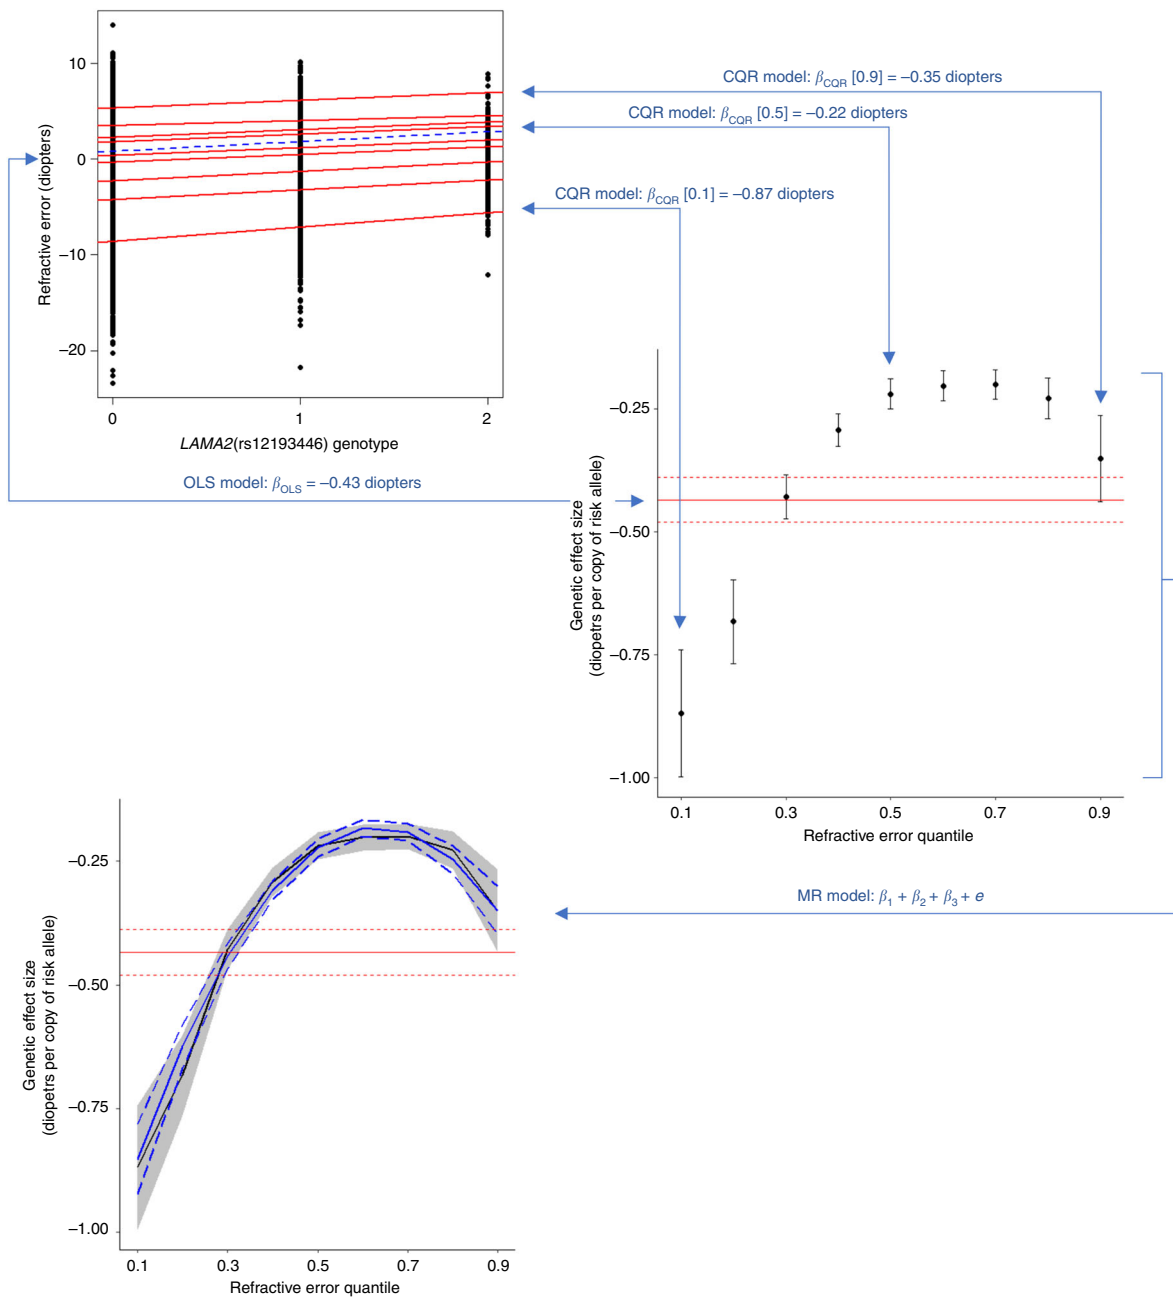 10
0
−10
−20
Refractive error (diopters)
0 1 2
LAMA2(rs12193446) genotype
CQR model: βCQR [0.9] = −0.35 diopters
CQR model: βCQR [0.5] = −0.22 diopters
CQR model: βCQR [0.1] = −0.87 diopters
OLS model: βOLS = −0.43 diopters
−0.25
−0.50
−0.75
−1.00
Genetic effect size
(diopetrs per copy of risk allele)
0.1 0.3 0.5 0.7 0.9
Refractive error quantile
MR model: β1 + β2 + β3 + e
−0.25
−0.50
−0.75
−1.00
Genetic effect size
(diopetrs per copy of risk allele)
0.1 0.3 0.5 0.7 0.9
Refractive error quantile